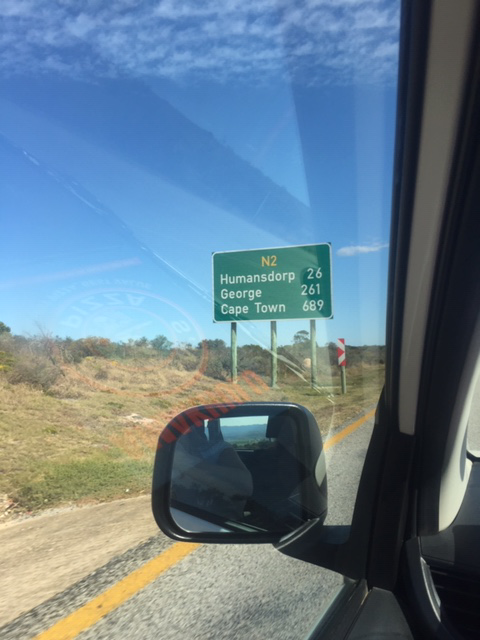 N2
Humansdorp 26
George 261
Cape Town 689